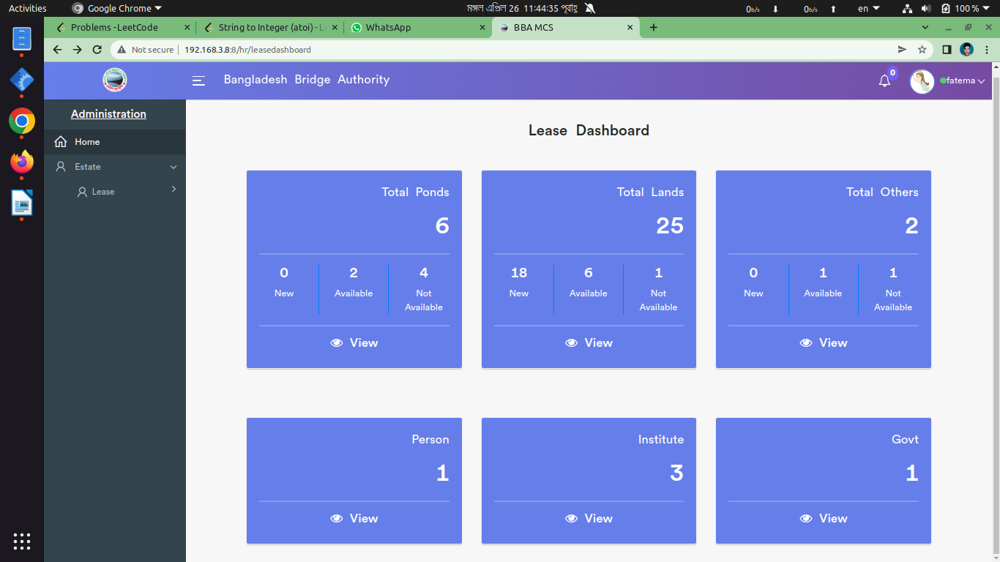 Activities
Google Chrome
মঙ্গল এপ্রিল 26 11:44:35 পূর্বাহ্ণ
0b/s
0b/s
en
100 %
Problems - LeetCode
String to Integer (atoi) - L
WhatsApp
BBA MCS
Not secure
192.168.3.8:8/hr/leasedashboard
Bangladesh Bridge Authority
0
fatema
Administration
Home
Estate
Lease
Lease Dashboard
Total Ponds
6
0
New
2
Available
4
Not
Available
View
Total Lands
25
18
New
6
Available
1
Not
Available
View
Total Others
2
0
New
1
Available
1
Not
Available
View
Person
1
View
Institute
3
View
Govt
1
View